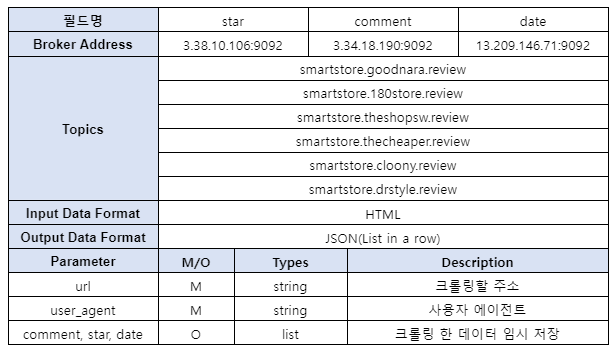 필드명 star comment date
Broker Address 3.38.10.106:9092 3.34.18.190:9092 13.209.146.71:9092
Topics
smartstore.goodnara.review
smartstore.180store.review
smartstore.theshopsw.review
smartstore.thecheaper.review
smartstore.cloony.review
smartstore.drstyle.review
Input Data Format HTML
Output Data Format JSON(List in a row)
Parameter M/O Types Description
url M string 크롤링할 주소
user_agent M string 사용자 에이전트
comment, star, date O list 크롤링 한 데이터 임시 저장